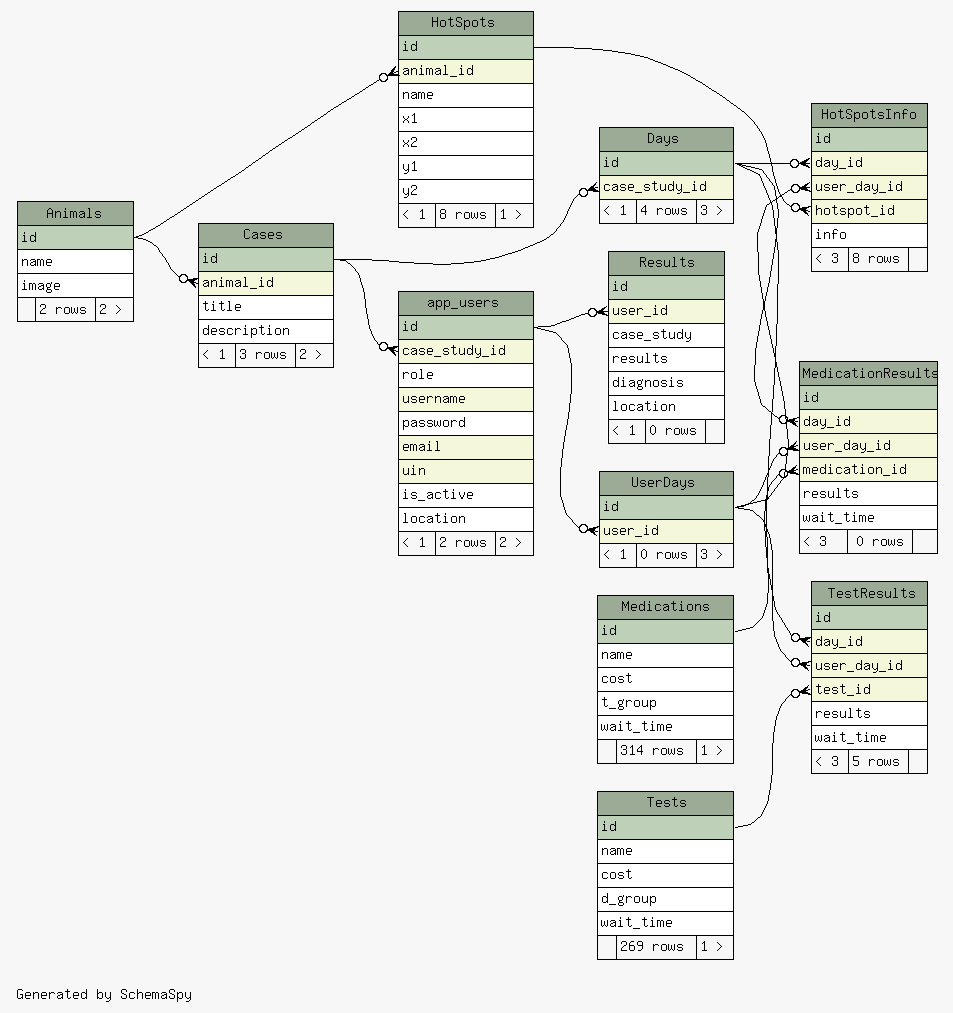 HotSpots
id
animal_id
name
x1
x2
y1
y2
< 1 8 rows 1 >
HotSpotsInfo
id
day_id
user_day_id
hotspot_id
info
< 3 8 rows
Days
id
case_study_id
< 1 4 rows 3 >
Animals
id
name
image
2 rows 2 >
Cases
id
animal_id
title
description
< 1 3 rows 2 >
Results
id
user_id
case_study
results
diagnosis
location
< 1 0 rows
app_users
id
case_study_id
role
username
password
email
uin
is_active
location
< 1 2 rows 2 >
MedicationResults
id
day_id
user_day_id
medication_id
results
wait_time
< 3 0 rows
UserDays
id
user_id
< 1 0 rows 3 >
Medications
id
name
cost
t_group
wait_time
314 rows 1 >
TestResults
id
day_id
user_day_id
test_id
results
wait_time
< 3 5 rows
Tests
id
name
cost
d_group
wait_time
269 rows 1 >
Generated by SchemaSpy